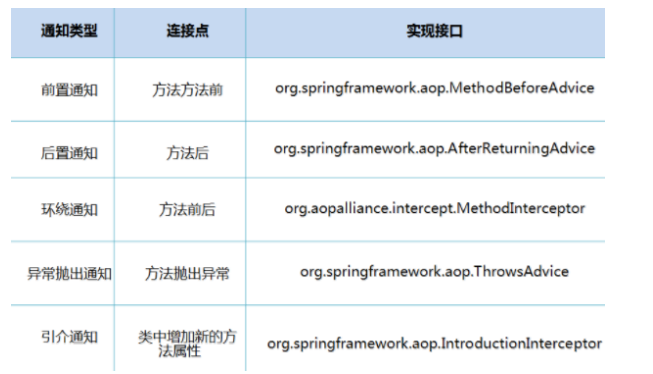 通知类型 连接点 实现接口
前置通知 方法方法前 org.springframework.aop.MethodBeforeAdvice
后置通知 方法后 org.springframework.aop.AfterReturningAdvice
环绕通知 方法前后 org.aopalliance.intercept.MethodInterceptor
异常抛出通知 方法抛出异常 org.springframework.aop.ThrowsAdvice
引介通知 类中增加新的方
法属性 org.springframework.aop.IntroductionInterceptor